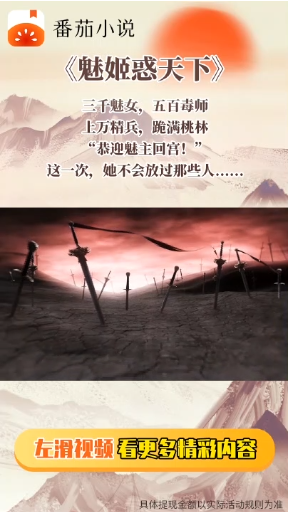 番茄小说
《魅姬惑天下》
三千魅女，五百毒师
上万精兵，跪满桃林
“恭迎魅主回宫！”
这一次，她不会放过那些人……
左滑视频 看更多精彩内容
具体提现金额以实际活动规则为准